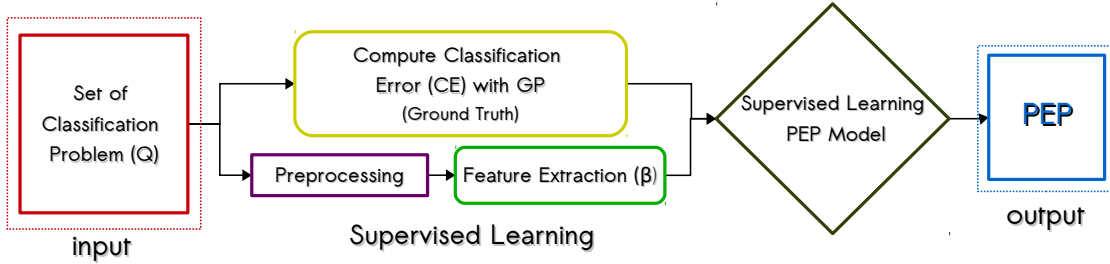 Set of
Classification
Problem (Q)
input
Compute Classification
Error (CE) with GP
(Ground Truth)
Preprocessing
Feature Extraction (β)
Supervised Learning
Supervised Learning
PEP Model
PEP
output